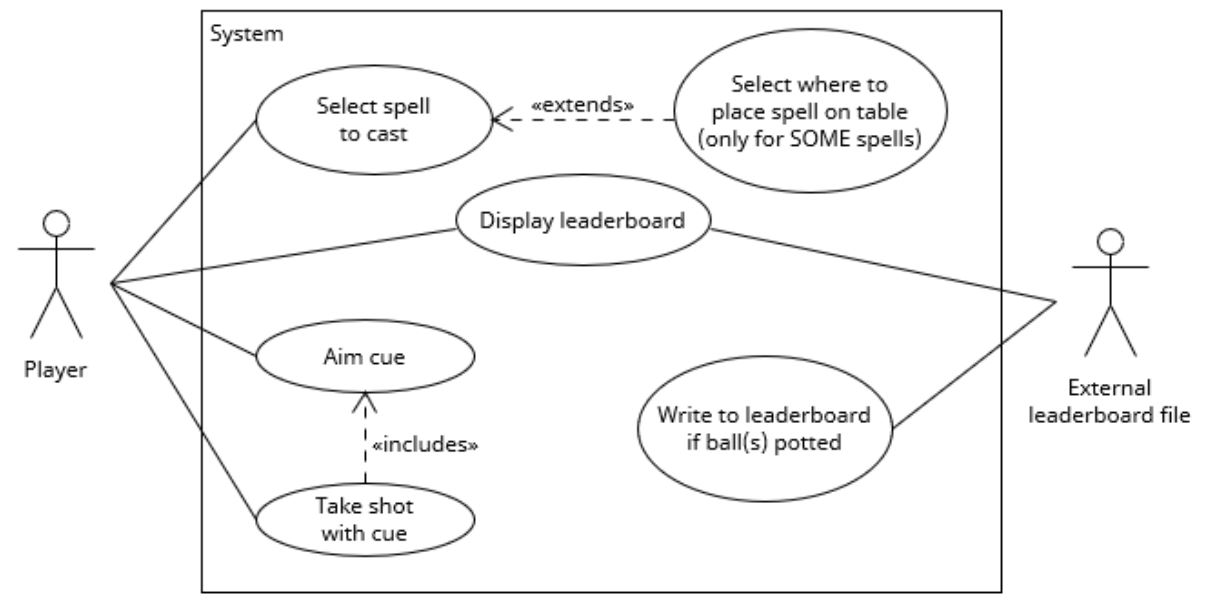 System
Select spell
to cast
«extends»
Select where to
place spell on table
(only for SOME spells)
Display leaderboard
Player
Aim cue
«includes»
Take shot
with cue
Write to leaderboard
if ball(s) potted
External
leaderboard file